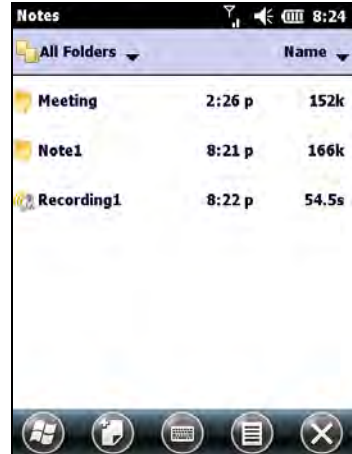 Notes 8:24
All Folders Name
Meeting 2:26 p 152k
Note1 8:21 p 166k
Recording1 8:22 p 54.5s